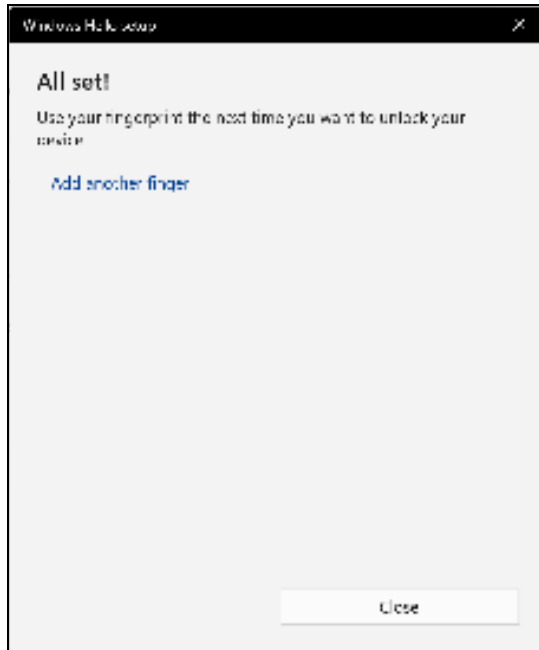 Windows Hello setup
All set!
Use your fingerprint the next time you want to unlock your
device
Add another finger
Close